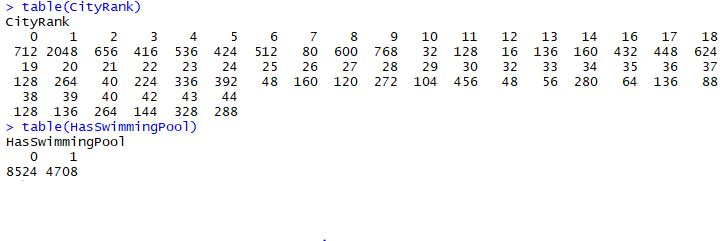 > table(CityRank)
CityRank
   0    1    2    3    4    5    6    7    8    9   10   11   12   13   14   16   17   18
 712 2048  656  416  536  424  512   80  600  768   32  128   16  136  160  432  448  624
  19   20   21   22   23   24   25   26   27   28   29   30   32   33   34   35   36   37
 128  264   40  224  336  392   48  160  120  272  104  456   48   56  280   64  136   88
  38   39   40   42   43   44
 128  136  264  144  328  288
> table(HasSwimmingPool)
HasSwimmingPool
   0    1
8524 4708